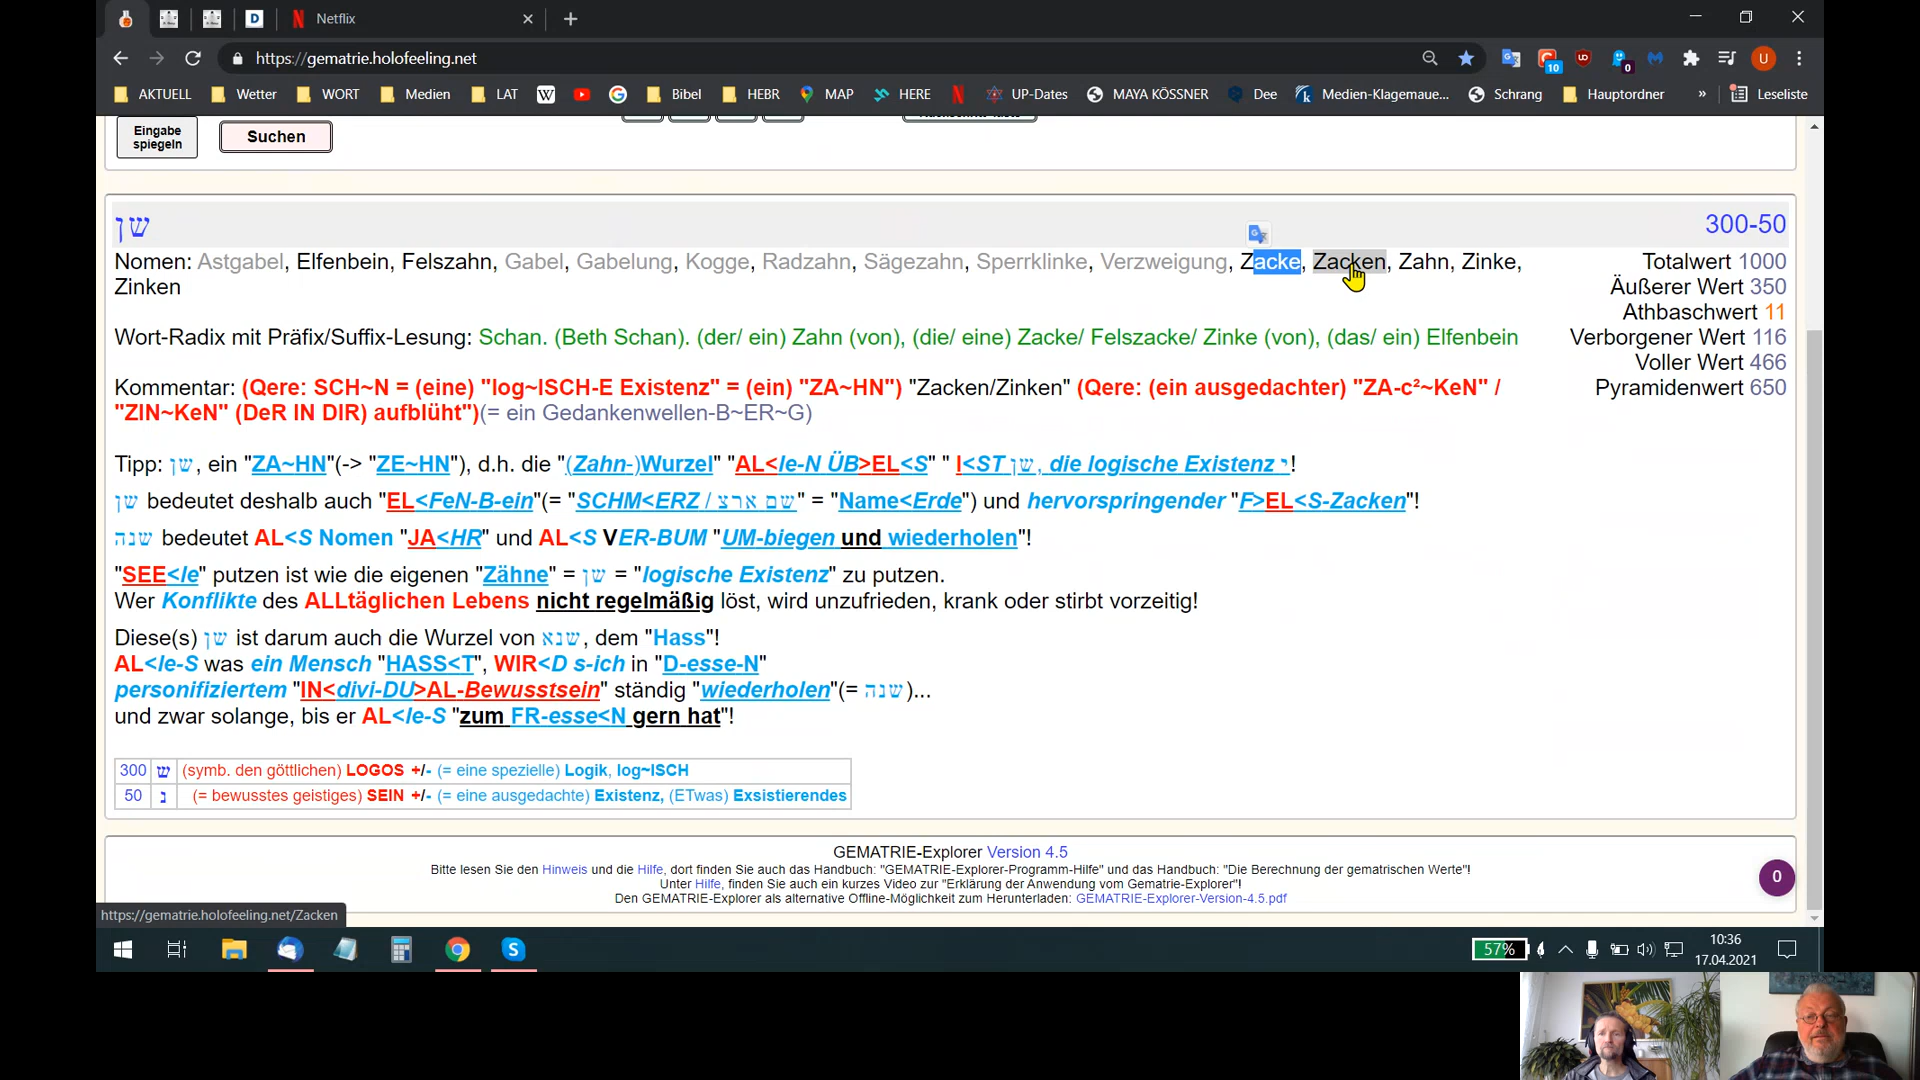 Netflix
https://gematrie.holofeeling.net
10
0
U
AKTUELL Wetter WORT Medien LAT W Bibel HEBR MAP HERE UP-Dates MAYA KÖSSNER Dee Medien-Klagemaue... Schrang Hauptordner » Leseliste
Eingabe
spiegeln
Suchen
שן 300-50
Nomen: Astgabel, Elfenbein, Felszahn, Gabel, Gabelung, Kogge, Radzahn, Sägezahn, Sperrklinke, Verzweigung, Zacke, Zacken, Zahn, Zinke,
Zinken
Totalwert 1000
Äußerer Wert 350
Athbaschwert 11
Verborgener Wert 116
Voller Wert 466
Pyramidenwert 650
Wort-Radix mit Präfix/Suffix-Lesung: Schan. (Beth Schan). (der/ ein) Zahn (von), (die/ eine) Zacke/ Felszacke/ Zinke (von), (das/ ein) Elfenbein
Kommentar: (Qere: SCH~N = (eine) "log~ISCH-E Existenz" = (ein) "ZA~HN") "Zacken/Zinken" (Qere: (ein ausgedachter) "ZA-c²~KeN" /
"ZIN~KeN" (DeR IN DIR) aufblüht")(= ein Gedankenwellen-B~ER~G)
Tipp: שן, ein "ZA~HN"(-> "ZE~HN"), d.h. die "(Zahn-)Wurzel" "AL<le-N ÜB>EL<S" " I<ST שן, die logische Existenz י!
שן bedeutet deshalb auch "EL<FeN-B-ein"(= "SCHM<ERZ / שם ארצ" = "Name<Erde") und hervorspringender "F>EL<S-Zacken"!
שנה bedeutet AL<S Nomen "JA<HR" und AL<S VER-BUM "UM-biegen und wiederholen"!
"SEE<le" putzen ist wie die eigenen "Zähne" = שן = "logische Existenz" zu putzen.
Wer Konflikte des ALLtäglichen Lebens nicht regelmäßig löst, wird unzufrieden, krank oder stirbt vorzeitig!
Diese(s) שן ist darum auch die Wurzel von שנא, dem "Hass"!
AL<le-S was ein Mensch "HASS<T", WIR<D s-ich in "D-esse-N"
personifiziertem "IN<divi-DU>AL-Bewusstsein" ständig "wiederholen"(= שנה)...
und zwar solange, bis er AL<le-S "zum FR-esse<N gern hat"!
300 ש (symb. den göttlichen) LOGOS +/- (= eine spezielle) Logik, log~ISCH
50 נ (= bewusstes geistiges) SEIN +/- (= eine ausgedachte) Existenz, (ETwas) Exsistierendes
GEMATRIE-Explorer Version 4.5
Bitte lesen Sie den Hinweis und die Hilfe, dort finden Sie auch das Handbuch: "GEMATRIE-Explorer-Programm-Hilfe" und das Handbuch: "Die Berechnung der gematrischen Werte"!
Unter Hilfe, finden Sie auch ein kurzes Video zur "Erklärung der Anwendung vom Gematrie-Explorer"!
Den GEMATRIE-Explorer als alternative Offline-Möglichkeit zum Herunterladen: GEMATRIE-Explorer-Version-4.5.pdf
0
https://gematrie.holofeeling.net/Zacken
57%
10:36
17.04.2021